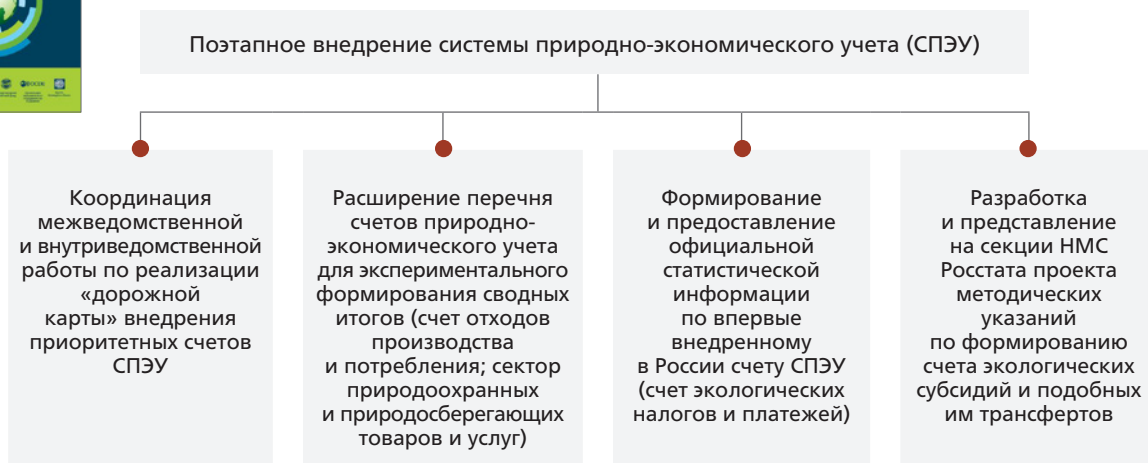 Поэтапное внедрение системы природно-экономического учета (СПЭУ)
Координация
межведомственной
и внутриведомственной
работы по реализации
«дорожной
карты» внедрения
приоритетных счетов
СПЭУ
Расширение перечня
счетов природно-
экономического учета
для экспериментального
формирования сводных
итогов (счет отходов
производства
и потребления; сектор
природоохранных
и природосберегающих
товаров и услуг)
Формирование
и предоставление
официальной
статистической
информации
по впервые
внедренному
в России счету СПЭУ
(счет экологических
налогов и платежей)
Разработка
и представление
на секции НМС
Росстата проекта
методических
указаний
по формированию
счета экологических
субсидий и подобных
им трансфертов